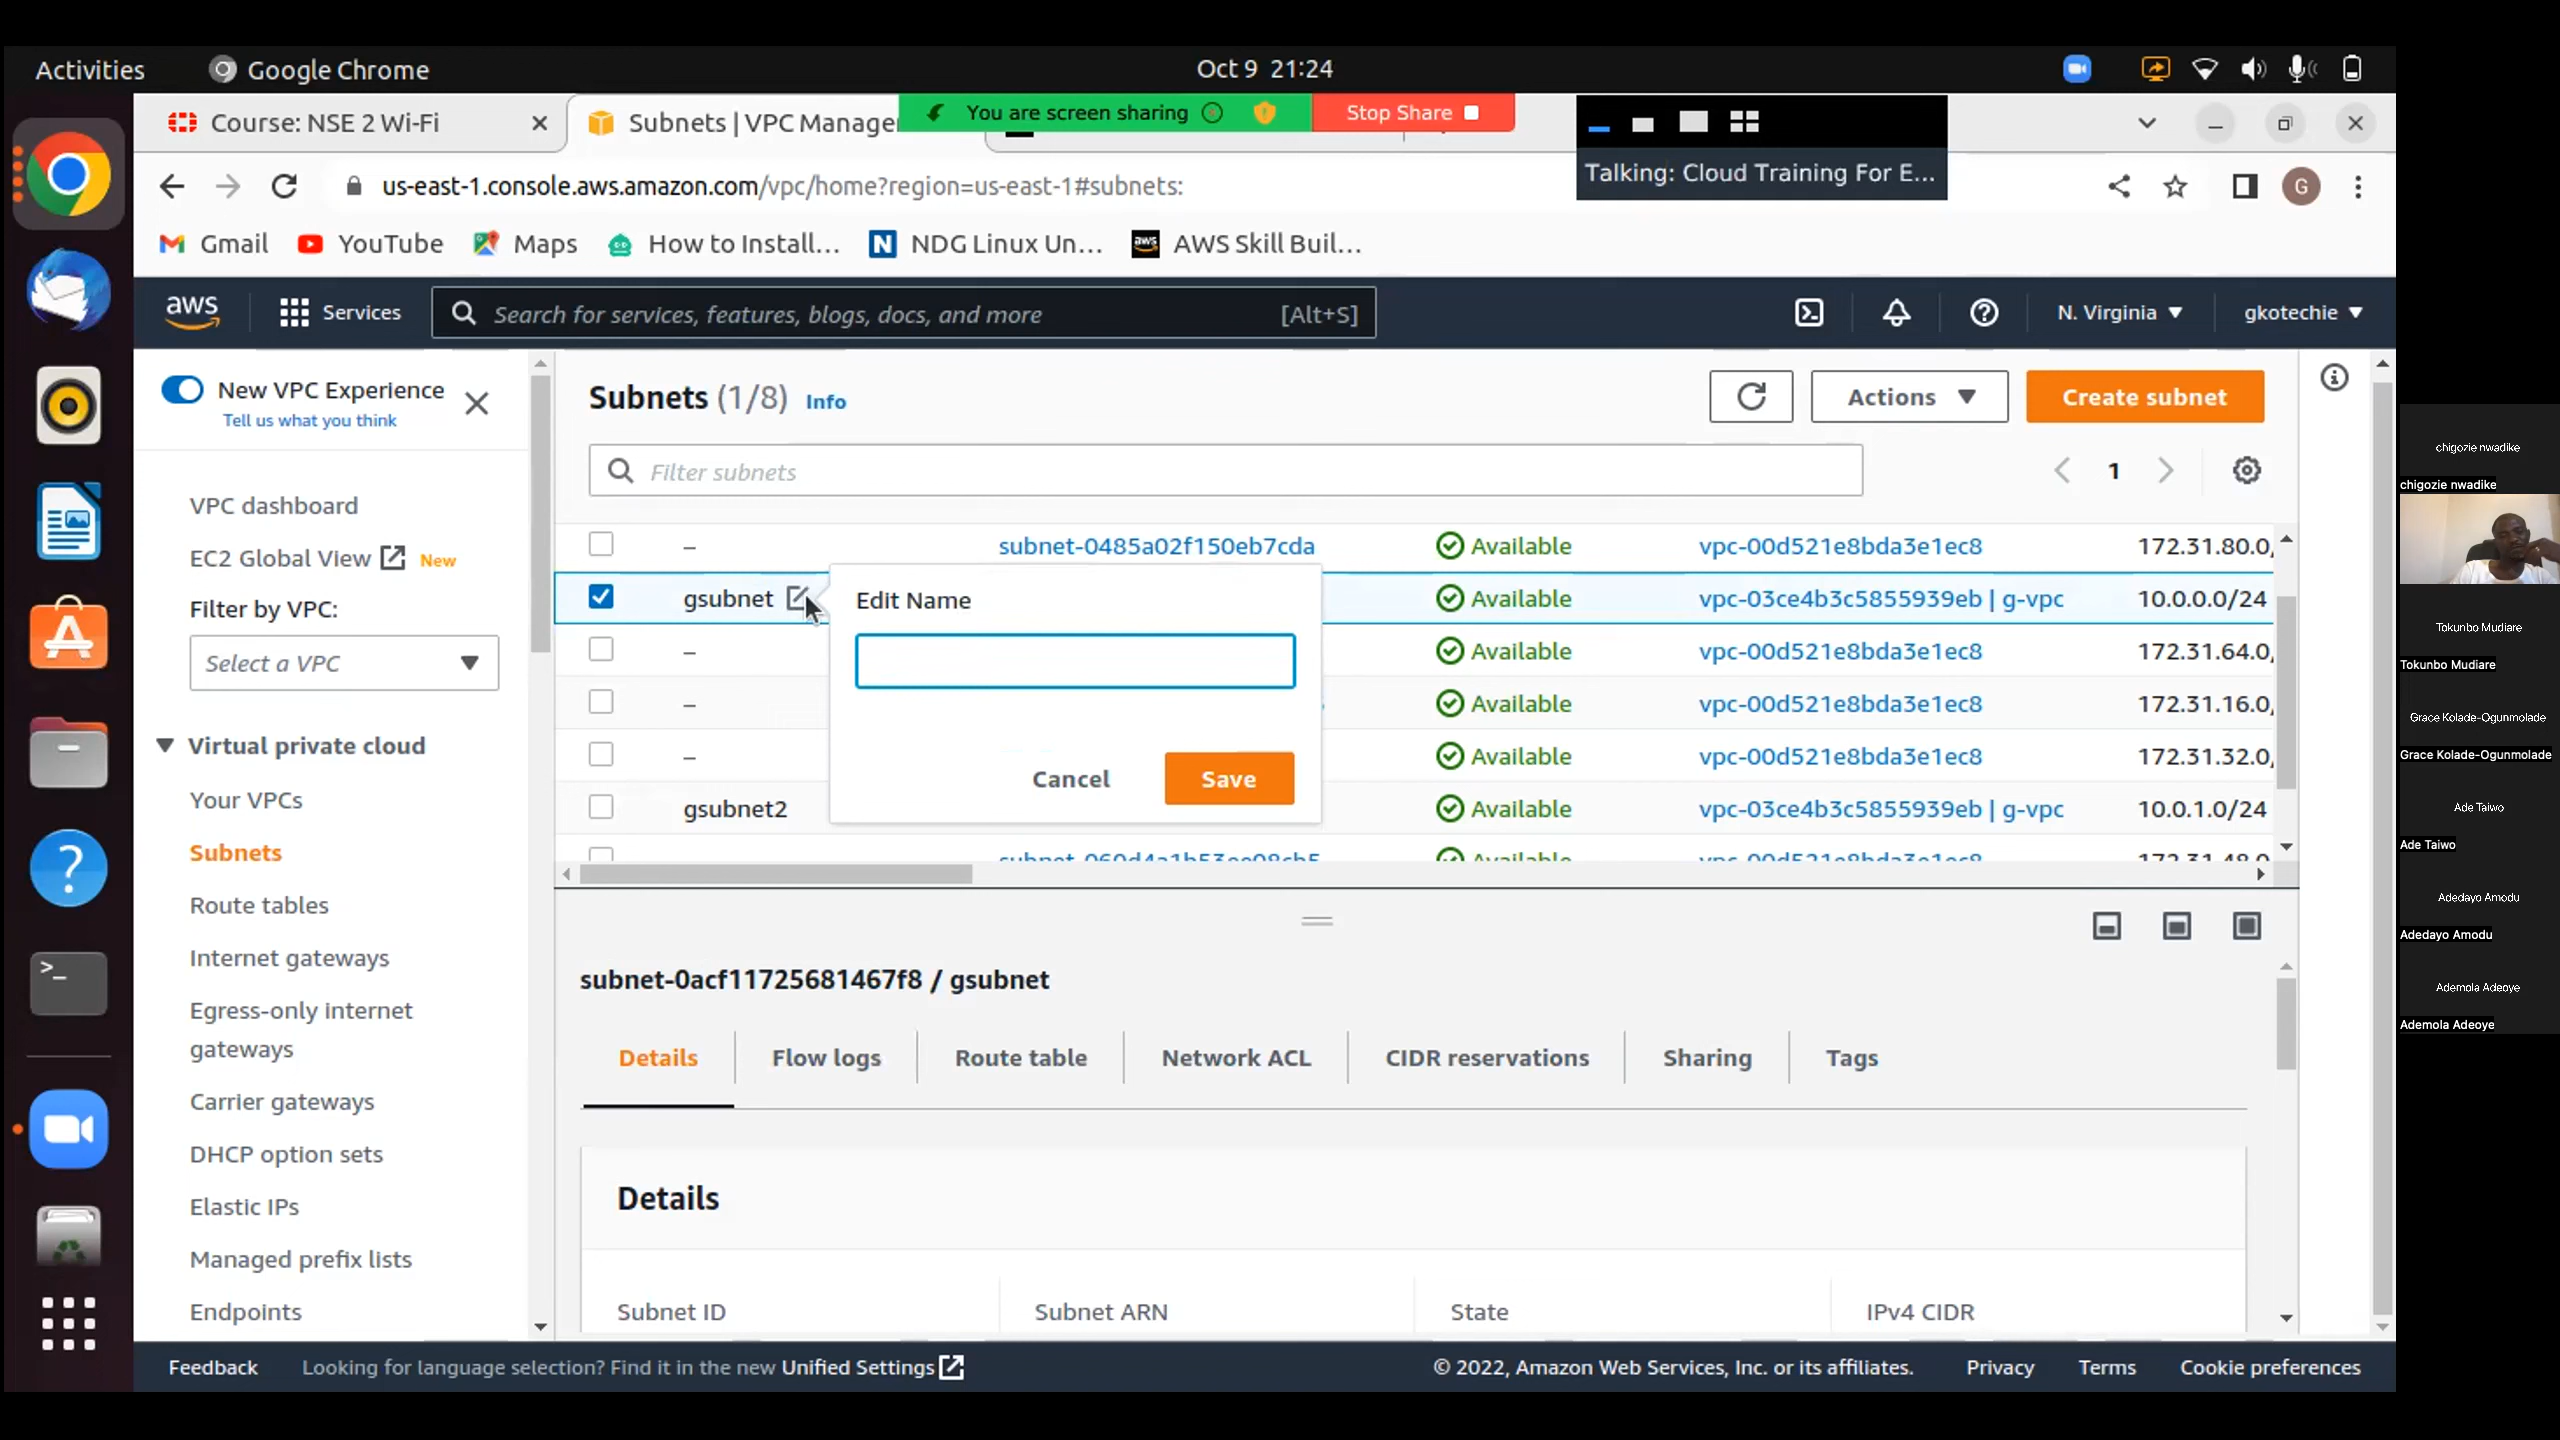 Activities
Google Chrome
Oct 9 21:24
Course: NSE 2 Wi-Fi
Subnets | VPC Manage
You are screen sharing
Stop Share
Talking: Cloud Training For E...
us-east-1.console.aws.amazon.com/vpc/home?region=us-east-1#subnets:
G
Gmail
YouTube
Maps
How to Install...
NDG Linux Un...
AWS Skill Buil...
aws
Services
Search for services, features, blogs, docs, and more
[Alt+S]
N. Virginia
gkotechie
New VPC Experience
Tell us what you think
VPC dashboard
EC2 Global View
New
Filter by VPC:
Select a VPC
Virtual private cloud
Your VPCs
Subnets
Route tables
Internet gateways
Egress-only internet
gateways
Carrier gateways
DHCP option sets
Elastic IPs
Managed prefix lists
Endpoints
Subnets (1/8) Info
Actions
Create subnet
Filter subnets
1
– subnet-0485a02f150eb7cda Available vpc-00d521e8bda3e1ec8 172.31.80.0
gsubnet Available vpc-03ce4b3c5855939eb | g-vpc 10.0.0.0/24
– Available vpc-00d521e8bda3e1ec8 172.31.64.0
– Available vpc-00d521e8bda3e1ec8 172.31.16.0
– Available vpc-00d521e8bda3e1ec8 172.31.32.0
gsubnet2 Available vpc-03ce4b3c5855939eb | g-vpc 10.0.1.0/24
Edit Name
Cancel
Save
subnet-0acf11725681467f8 / gsubnet
Details
Flow logs
Route table
Network ACL
CIDR reservations
Sharing
Tags
Details
Subnet ID
Subnet ARN
State
IPv4 CIDR
Feedback
Looking for language selection? Find it in the new Unified Settings
© 2022, Amazon Web Services, Inc. or its affiliates.
Privacy
Terms
Cookie preferences
chigozie nwadike
chigozie nwadike
Tokunbo Mudiare
Tokunbo Mudiare
Grace Kolade-Ogunmolade
Grace Kolade-Ogunmolade
Ade Taiwo
Ade Taiwo
Adedayo Amodu
Adedayo Amodu
Ademola Adeoye
Ademola Adeoye